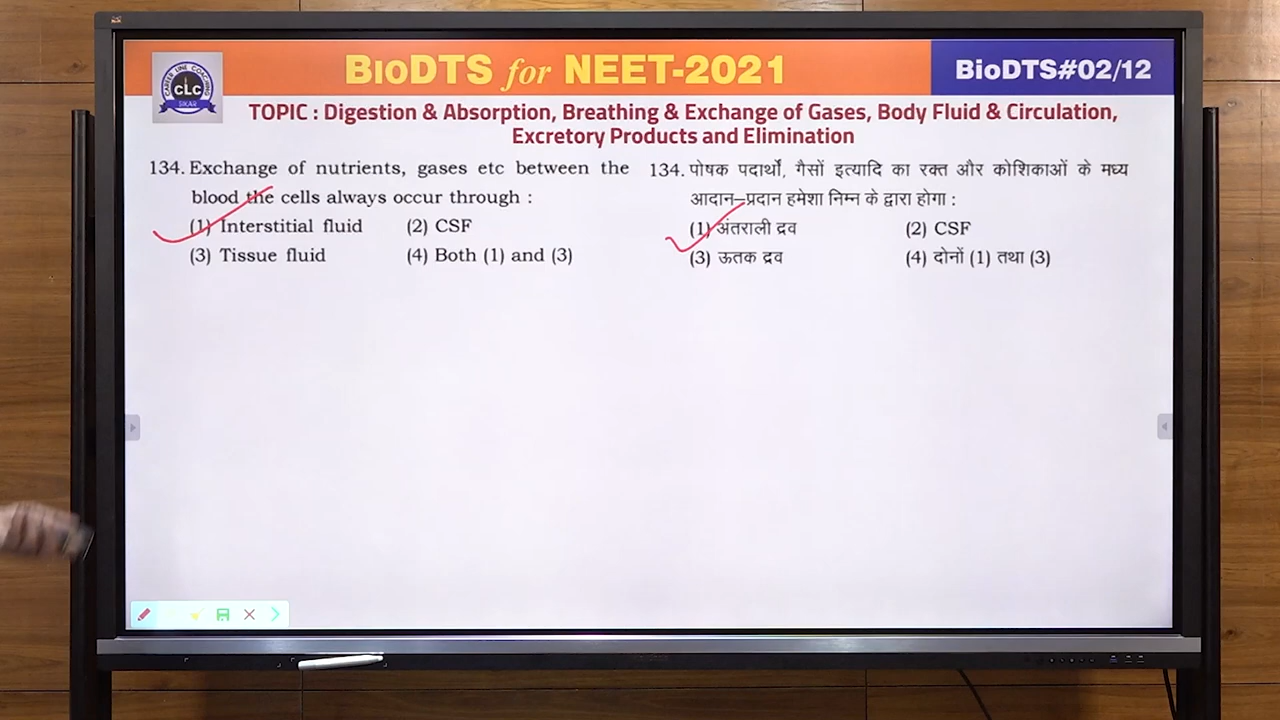 BIODTS for NEET-2021
BIODTS#02/12
CAREER LINE COACHING
CLC
SIKAR
TOPIC : Digestion & Absorption, Breathing & Exchange of Gases, Body Fluid & Circulation,
Excretory Products and Elimination
134. Exchange of nutrients, gases etc between the
blood the cells always occur through :
(1) Interstitial fluid (2) CSF
(3) Tissue fluid (4) Both (1) and (3)
134. पोषक पदार्थों, गैसों इत्यादि का रक्त और कोशिकाओं के मध्य
आदान–प्रदान हमेशा निम्न के द्वारा होगा :
(1) अंतराली द्रव (2) CSF
(3) ऊतक द्रव (4) दोनों (1) तथा (3)